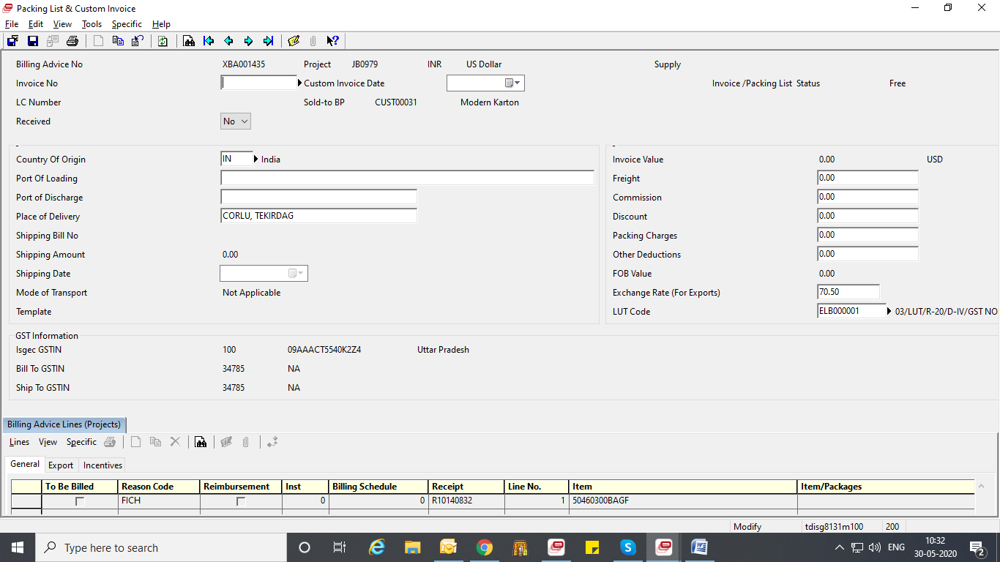 Packing List & Custom Invoice
File Edit View Tools Specific Help
Billing Advice No XBA001435 Project JB0979 INR US Dollar Supply
Invoice No Custom Invoice Date Invoice /Packing List Status Free
LC Number Sold-to BP CUST00031 Modern Karton
Received No
Country Of Origin IN India Invoice Value 0.00 USD
Port Of Loading Freight 0.00
Port of Discharge Commission 0.00
Place of Delivery CORLU, TEKIRDAG Discount 0.00
Shipping Bill No Packing Charges 0.00
Shipping Amount 0.00 Other Deductions 0.00
Shipping Date FOB Value 0.00
Mode of Transport Not Applicable Exchange Rate (For Exports) 70.50
Template LUT Code ELB000001 03/LUT/R-20/D-IV/GST NO
GST Information
Isgec GSTIN 100 09AAACT5540K2Z4 Uttar Pradesh
Bill To GSTIN 34785 NA
Ship To GSTIN 34785 NA
Billing Advice Lines (Projects)
Lines View Specific
General Export Incentives
To Be Billed Reason Code Reimbursement Inst Billing Schedule Receipt Line No. Item Item/Packages
FICH 0 0 R10140832 1 50460300BAGF
Modify tdisg8131m100 200
Type here to search ENG 10:32
30-05-2020 2